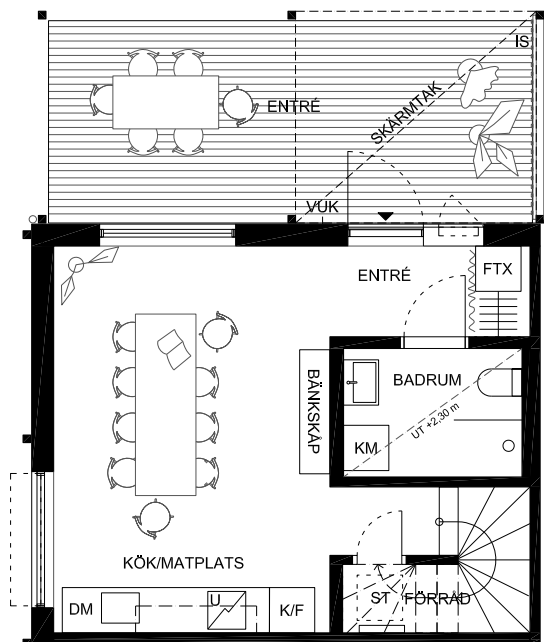 IS
ENTRÉ
SKÄRMTAK
VUK
ENTRÉ
FTX
BÄNKSKÅP
BADRUM
UT +2,30 m
KM
KÖK/MATPLATS
DM
U
K/F
ST
FÖRRÅD